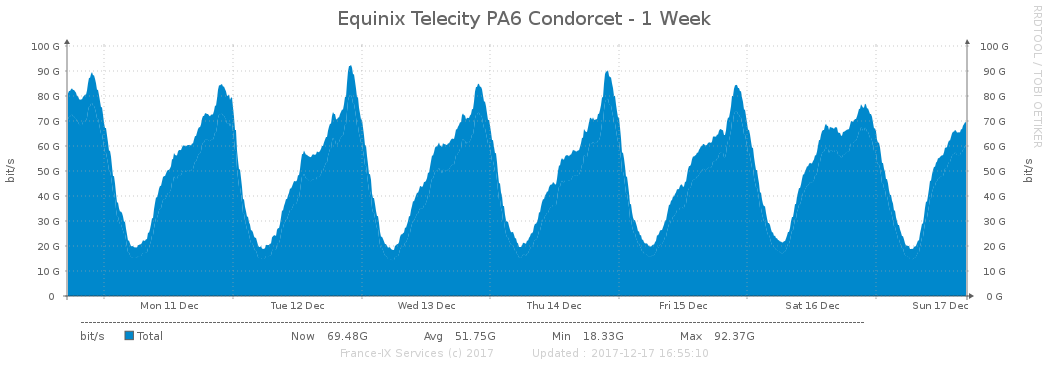 Equinix Telecity PA6 Condorcet - 1 Week
RRDTOOL / TOBI OETIKER
100 G 100 G
90 G 90 G
80 G 80 G
70 G 70 G
60 G 60 G
50 G 50 G
40 G 40 G
30 G 30 G
20 G 20 G
10 G 10 G
0 0 G
bit/s
bit/s
Mon 11 Dec Tue 12 Dec Wed 13 Dec Thu 14 Dec Fri 15 Dec Sat 16 Dec Sun 17 Dec
bit/s Total Now 69.48G Avg 51.75G Min 18.33G Max 92.37G
France-IX Services (c) 2017 Updated : 2017-12-17 16:55:10